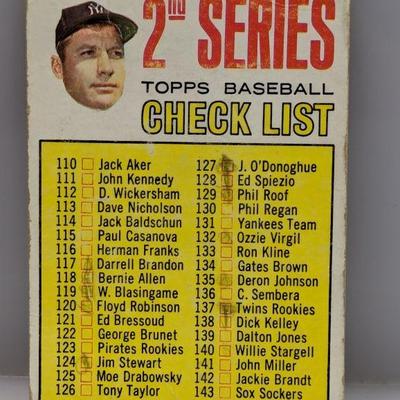 2nd SERIES
TOPPS BASEBALL
CHECK LIST
110 Jack Aker
111 John Kennedy
112 D. Wickersham
113 Dave Nicholson
114 Jack Baldschun
115 Paul Casanova
116 Herman Franks
117 Darrell Brandon
118 Bernie Allen
119 W. Blasingame
120 Floyd Robinson
121 Ed Bressoud
122 George Brunet
123 Pirates Rookies
124 Jim Stewart
125 Moe Drabowsky
126 Tony Taylor
127 J. O'Donoghue
128 Ed Spiezio
129 Phil Roof
130 Phil Regan
131 Yankees Team
132 Ozzie Virgil
133 Ron Kline
134 Gates Brown
135 Deron Johnson
136 C. Sembera
137 Twins Rookies
138 Dick Kelley
139 Dalton Jones
140 Willie Stargell
141 John Miller
142 Jackie Brandt
143 Sox Sockers